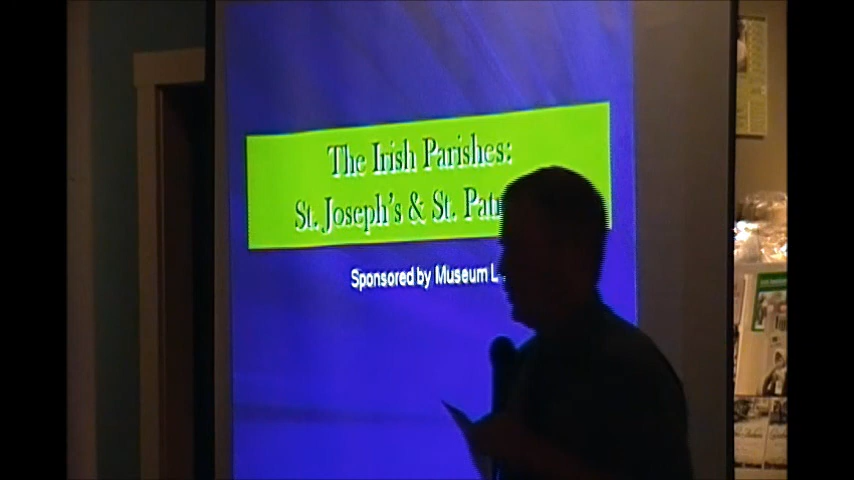 The Irish Parishes:
St. Joseph's & St.
Sponsored by Museum